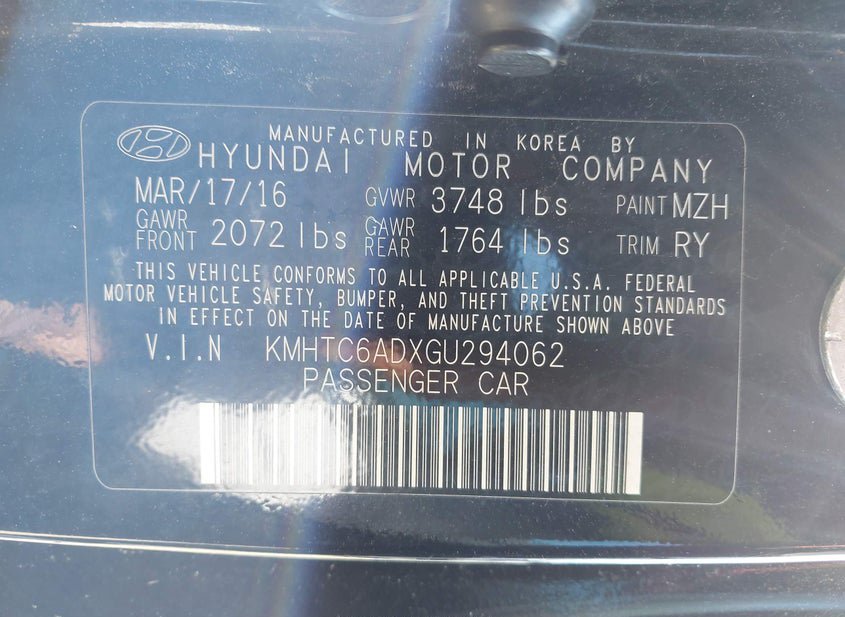 MANUFACTURED IN KOREA BY
HYUNDAI MOTOR COMPANY
MAR/17/16 GVWR 3748 lbs PAINT MZH
GAWR FRONT 2072 lbs GAWR REAR 1764 lbs TRIM RY
THIS VEHICLE CONFORMS TO ALL APPLICABLE U.S.A. FEDERAL
MOTOR VEHICLE SAFETY, BUMPER, AND THEFT PREVENTION STANDARDS
IN EFFECT ON THE DATE OF MANUFACTURE SHOWN ABOVE
V.I.N KMHTC6ADXGU294062
PASSENGER CAR